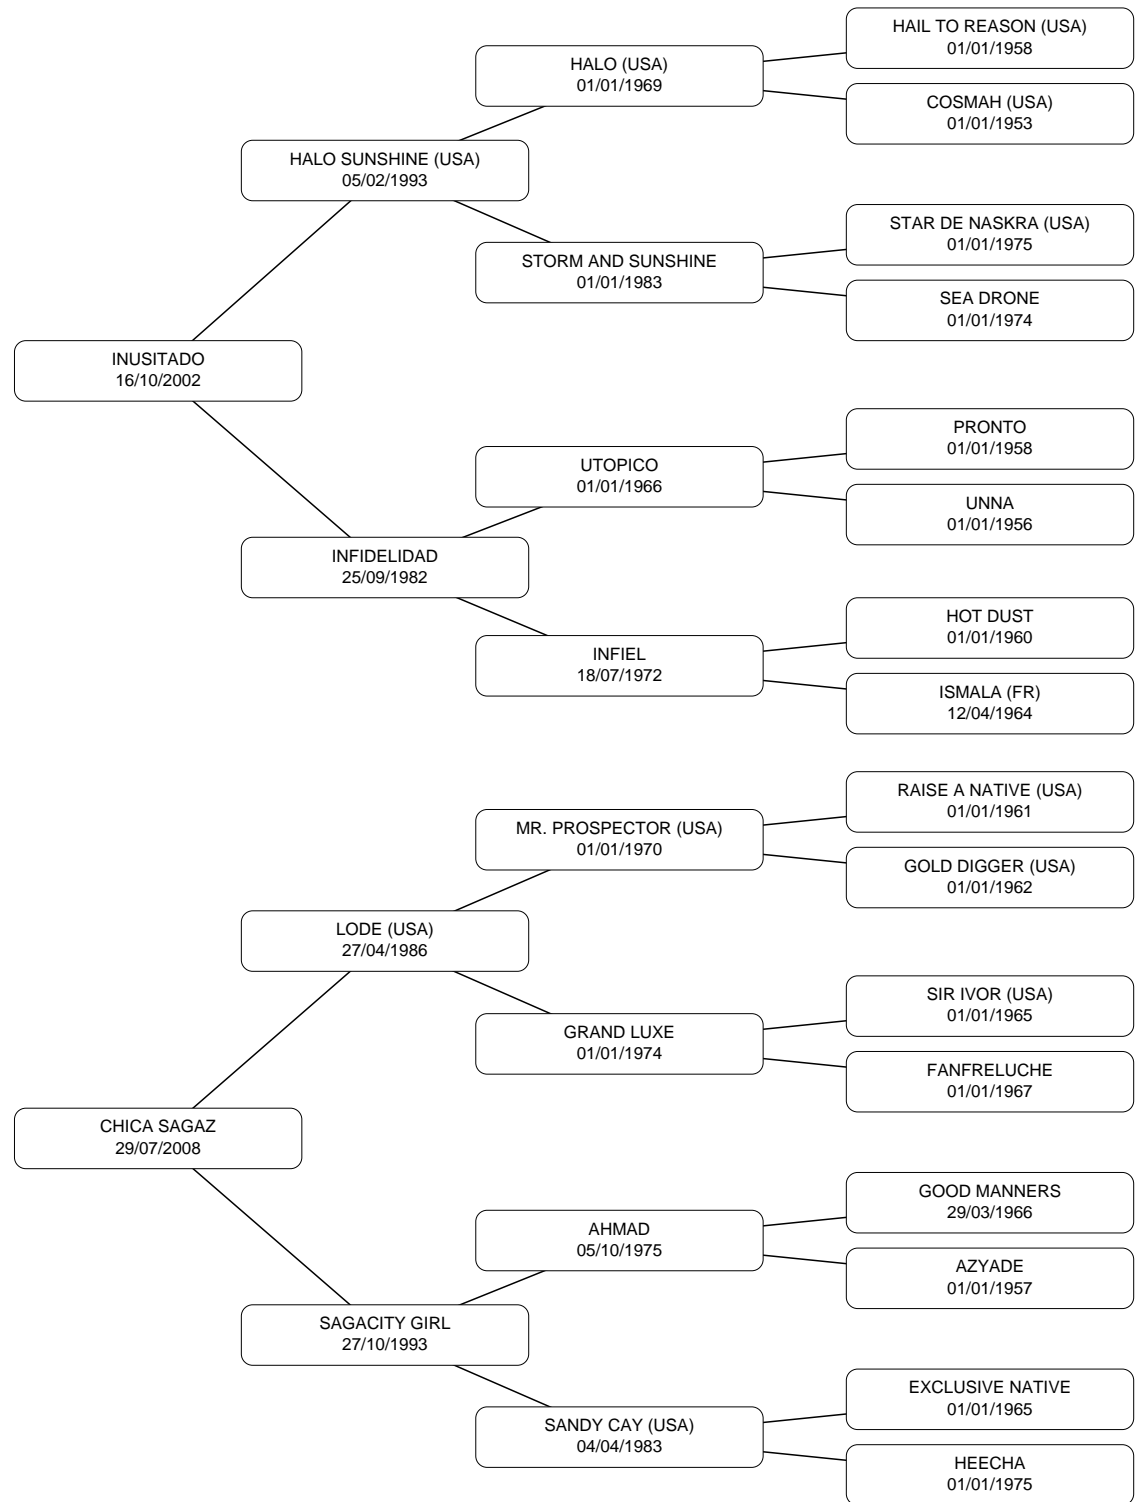 HAIL TO REASON (USA)
01/01/1958
HALO (USA)
01/01/1969
COSMAH (USA)
01/01/1953
HALO SUNSHINE (USA)
05/02/1993
STAR DE NASKRA (USA)
01/01/1975
STORM AND SUNSHINE
01/01/1983
SEA DRONE
01/01/1974
INUSITADO
16/10/2002
PRONTO
01/01/1958
UTOPICO
01/01/1966
UNNA
01/01/1956
INFIDELIDAD
25/09/1982
HOT DUST
01/01/1960
INFIEL
18/07/1972
ISMALA (FR)
12/04/1964
RAISE A NATIVE (USA)
01/01/1961
MR. PROSPECTOR (USA)
01/01/1970
GOLD DIGGER (USA)
01/01/1962
LODE (USA)
27/04/1986
SIR IVOR (USA)
01/01/1965
GRAND LUXE
01/01/1974
FANFRELUCHE
01/01/1967
CHICA SAGAZ
29/07/2008
GOOD MANNERS
29/03/1966
AHMAD
05/10/1975
AZYADE
01/01/1957
SAGACITY GIRL
27/10/1993
EXCLUSIVE NATIVE
01/01/1965
SANDY CAY (USA)
04/04/1983
HEECHA
01/01/1975